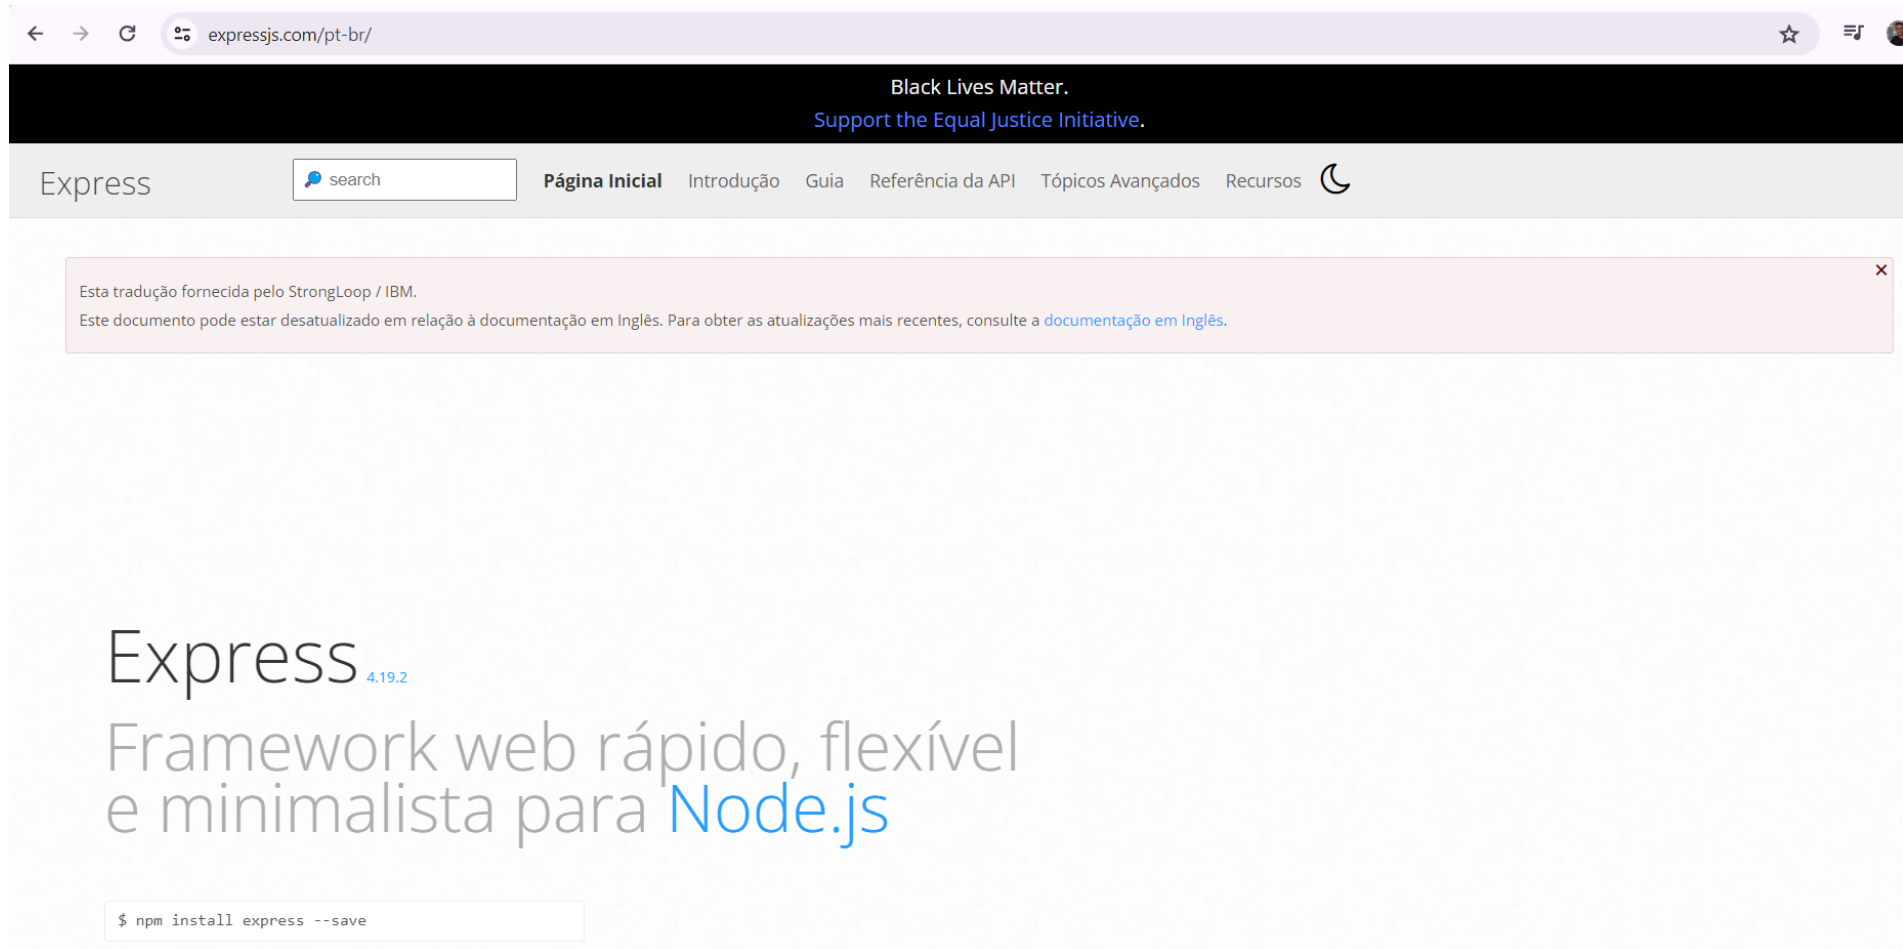 expressjs.com/pt-br/
Black Lives Matter.
Support the Equal Justice Initiative.
Express
search
Página Inicial Introdução Guia Referência da API Tópicos Avançados Recursos
Esta tradução fornecida pelo StrongLoop / IBM.
Este documento pode estar desatualizado em relação à documentação em Inglês. Para obter as atualizações mais recentes, consulte a documentação em Inglês.
Express 4.19.2
Framework web rápido, flexível
e minimalista para Node.js
$ npm install express --save